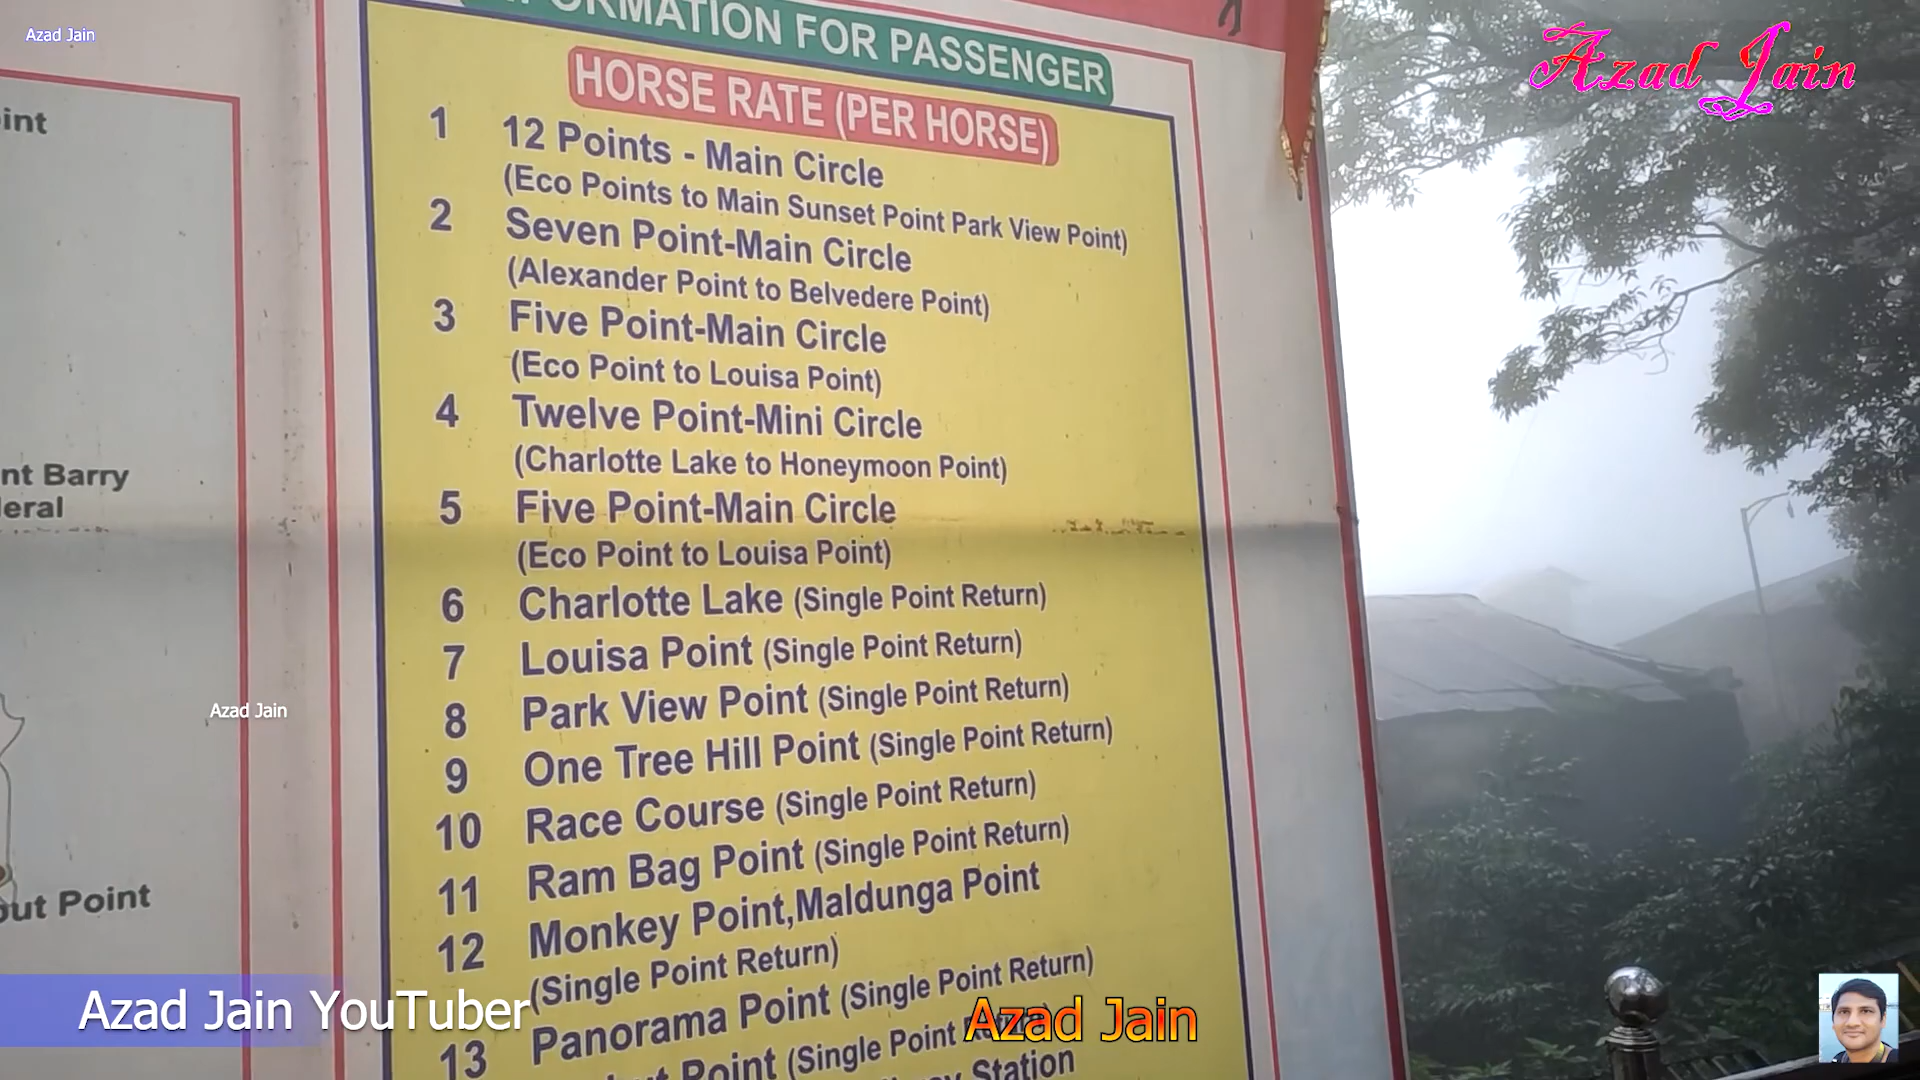 Azad Jain
Azad Jain
FOR PASSENGER
HORSE RATE (PER HORSE)
1 12 Points - Main Circle
(Eco Points to Main Sunset Point Park View Point)
2 Seven Point-Main Circle
(Alexander Point to Belvedere Point)
3 Five Point-Main Circle
(Eco Point to Louisa Point)
4 Twelve Point-Mini Circle
(Charlotte Lake to Honeymoon Point)
5 Five Point-Main Circle
(Eco Point to Louisa Point)
6 Charlotte Lake (Single Point Return)
7 Louisa Point (Single Point Return)
8 Park View Point (Single Point Return)
9 One Tree Hill Point (Single Point Return)
10 Race Course (Single Point Return)
11 Ram Bag Point (Single Point Return)
12 Monkey Point,Maldunga Point
(Single Point Return)
13 Panorama Point (Single Point Return)
Point (Single Point
Station
Barry
Point
Azad Jain
Azad Jain YouTuber
Azad Jain